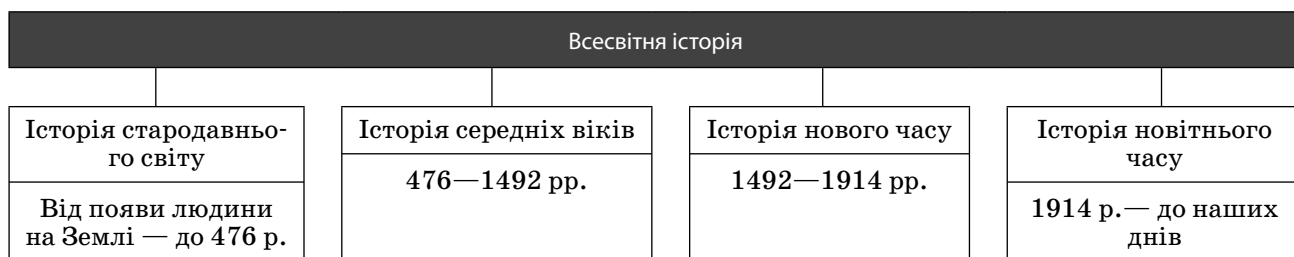 Всесвітня історія
Історія стародавньо-
го світу
Від появи людини
на Землі — до 476 р.
Історія середніх віків
476—1492 рр.
Історія нового часу
1492—1914 рр.
Історія новітнього
часу
1914 р.— до наших
днів